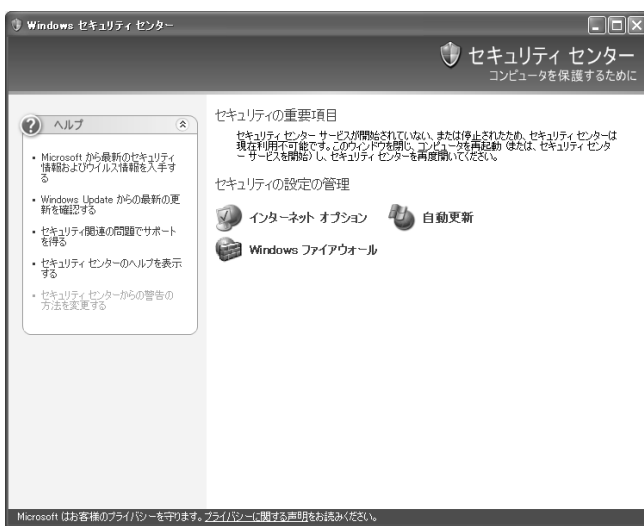 Windows セキュリティ センター
セキュリティ センター
コンピュータを保護するために
ヘルプ
• Microsoft から最新のセキュリティ
情報およびウイルス情報を入手す
る
• Windows Update からの最新の更
新を確認する
• セキュリティ関連の問題でサポート
を得る
• セキュリティ センターのヘルプを表示
する
• セキュリティ センターからの警告の
方法を変更する
セキュリティの重要項目
セキュリティ センター サービスが開始されていない、または停止されたため、セキュリティ センターは
現在利用不可能です。このウィンドウを閉じ、コンピュータを再起動 (または、セキュリティ センタ
ー サービスを開始) し、セキュリティ センターを再度開いてください。
セキュリティの設定の管理
インターネット オプション
自動更新
Windows ファイアウォール
Microsoft はお客様のプライバシーを守ります。プライバシーに関する声明をお読みください。